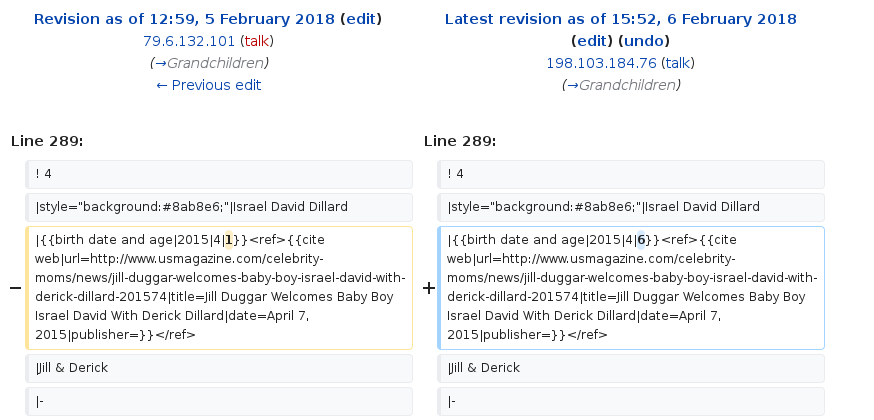 Revision as of 12:59, 5 February 2018 (edit)
79.6.132.101 (talk)
(→Grandchildren)
← Previous edit
Latest revision as of 15:52, 6 February 2018
(edit) (undo)
198.103.184.76 (talk)
(→Grandchildren)
Line 289:
Line 289:
! 4
! 4
|style="background:#8ab8e6;"|Israel David Dillard
|style="background:#8ab8e6;"|Israel David Dillard
−
|{{birth date and age|2015|4|1}}<ref>{{cite
web|url=http://www.usmagazine.com/celebrity-
moms/news/jill-duggar-welcomes-baby-boy-israel-david-with-
derick-dillard-201574|title=Jill Duggar Welcomes Baby Boy
Israel David With Derick Dillard|date=April 7,
2015|publisher=}}</ref>
+
|{{birth date and age|2015|4|6}}<ref>{{cite
web|url=http://www.usmagazine.com/celebrity-
moms/news/jill-duggar-welcomes-baby-boy-israel-david-with-
derick-dillard-201574|title=Jill Duggar Welcomes Baby Boy
Israel David With Derick Dillard|date=April 7,
2015|publisher=}}</ref>
|Jill & Derick
|Jill & Derick
|-
|-